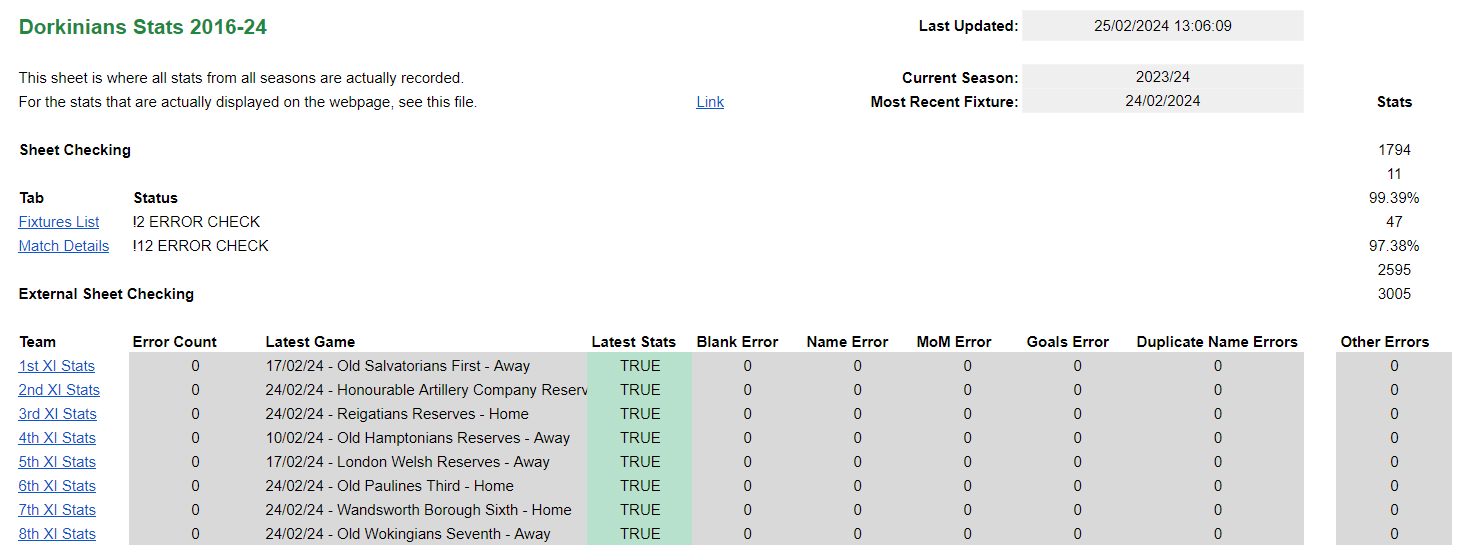 Dorkinians Stats 2016-24 Last Updated: 25/02/2024 13:06:09
This sheet is where all stats from all seasons are actually recorded. Current Season: 2023/24
For the stats that are actually displayed on the webpage, see this file. Link Most Recent Fixture: 24/02/2024 Stats
Sheet Checking 1794
11
Tab Status 99.39%
Fixtures List !2 ERROR CHECK 47
Match Details !12 ERROR CHECK 97.38%
2595
External Sheet Checking 3005
Team Error Count Latest Game Latest Stats Blank Error Name Error MoM Error Goals Error Duplicate Name Errors Other Errors
1st XI Stats 0 17/02/24 - Old Salvatorians First - Away TRUE 0 0 0 0 0 0
2nd XI Stats 0 24/02/24 - Honourable Artillery Company Reserv TRUE 0 0 0 0 0 0
3rd XI Stats 0 24/02/24 - Reigatians Reserves - Home TRUE 0 0 0 0 0 0
4th XI Stats 0 10/02/24 - Old Hamptonians Reserves - Away TRUE 0 0 0 0 0 0
5th XI Stats 0 17/02/24 - London Welsh Reserves - Away TRUE 0 0 0 0 0 0
6th XI Stats 0 24/02/24 - Old Paulines Third - Home TRUE 0 0 0 0 0 0
7th XI Stats 0 24/02/24 - Wandsworth Borough Sixth - Home TRUE 0 0 0 0 0 0
8th XI Stats 0 24/02/24 - Old Wokingians Seventh - Away TRUE 0 0 0 0 0 0